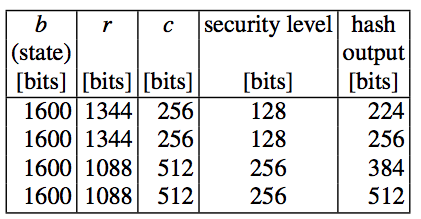 b r c security level hash
(state) output
[bits] [bits] [bits] [bits] [bits]
1600 1344 256 128 224
1600 1344 256 128 256
1600 1088 512 256 384
1600 1088 512 256 512